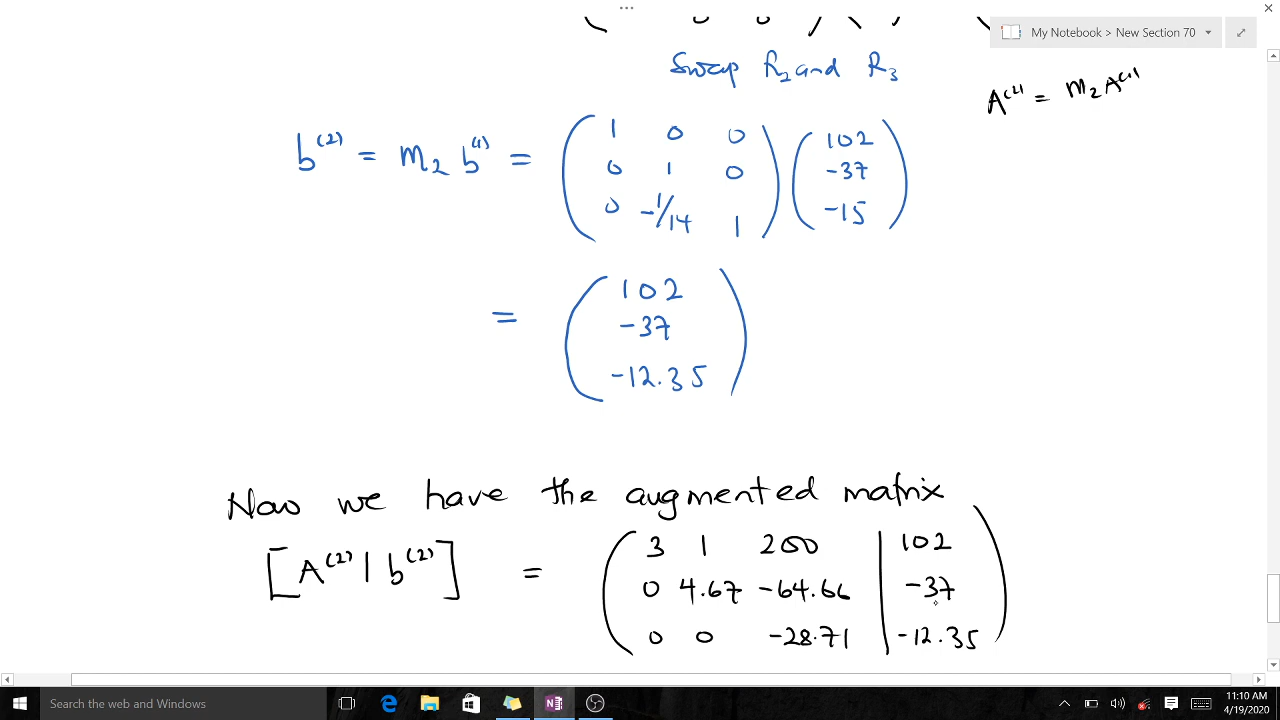 My Notebook > New Section 70
Swap R2 and R3
A^(2) = M2 A^(1)
b^(2) = M2 b^(1) =
1 0 0
0 1 0
0 -1/14 1
102
-37
-15
=
102
-37
-12.35
Now we have the augmented matrix
[A^(2) | b^(2)] =
3 1 200 | 102
0 4.67 -64.66 | -37
0 0 -28.71 | -12.35
Search the web and Windows
11:10 AM
4/19/2020